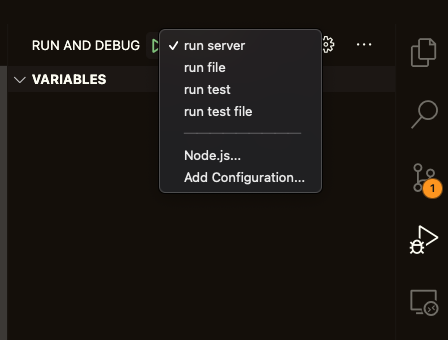 RUN AND DEBUG
✓ run server
run file
run test
run test file
Node.js...
Add Configuration...
VARIABLES
1